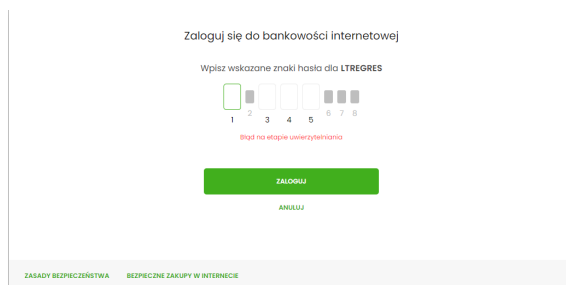 Zaloguj się do bankowości internetowej
Wpisz wskazane znaki hasła dla LTREGRES
1 2 3 4 5 6 7 8
Błąd na etapie uwierzytelniania
ZALOGUJ
ANULUJ
ZASADY BEZPIECZEŃSTWA BEZPIECZNE ZAKUPY W INTERNECIE